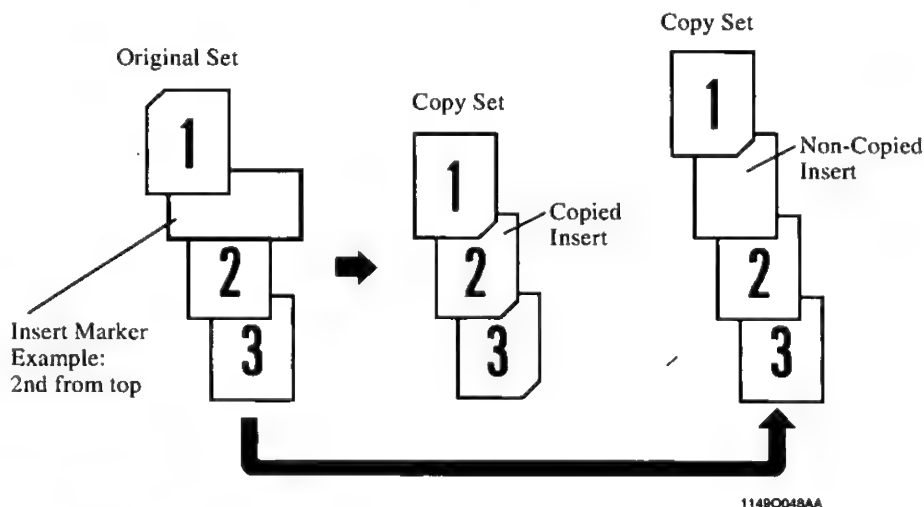 Original Set
1
2
3
Insert Marker
Example:
2nd from top
Copy Set
1
Copied
Insert
2
3
Copy Set
1
Non-Copied
Insert
2
3
1149O048AA